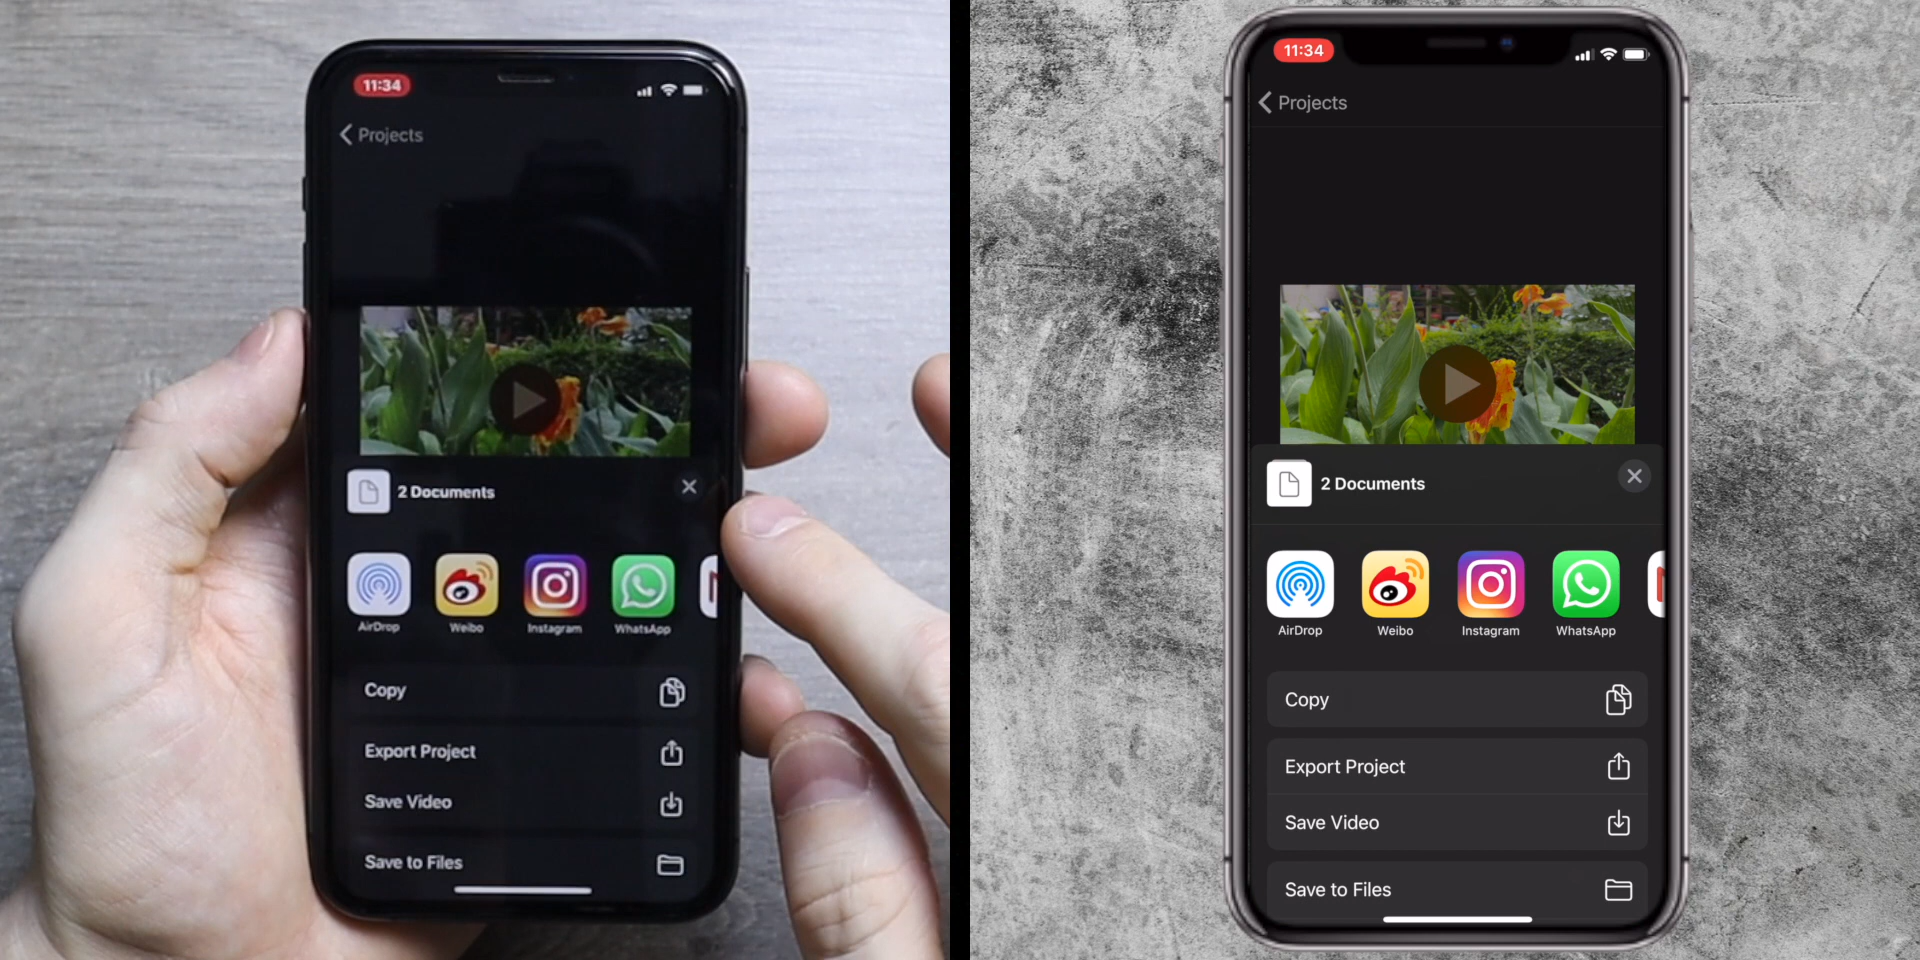 11:34
Projects
2 Documents
AirDrop
Weibo
Instagram
WhatsApp
Copy
Export Project
Save Video
Save to Files
11:34
Projects
2 Documents
AirDrop
Weibo
Instagram
WhatsApp
Copy
Export Project
Save Video
Save to Files